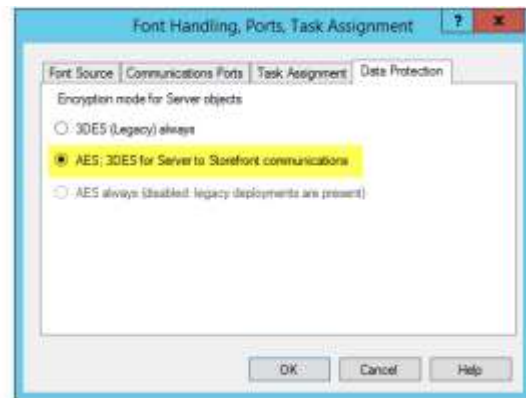 Font Handling, Ports, Task Assignment
? x
Font Source Communications Ports Task Assignment Data Protection
Encryption mode for Server objects
3DES (Legacy) always
AES; 3DES for Server to Storefront communications
AES always (disabled: legacy deployments are present)
OK Cancel Help